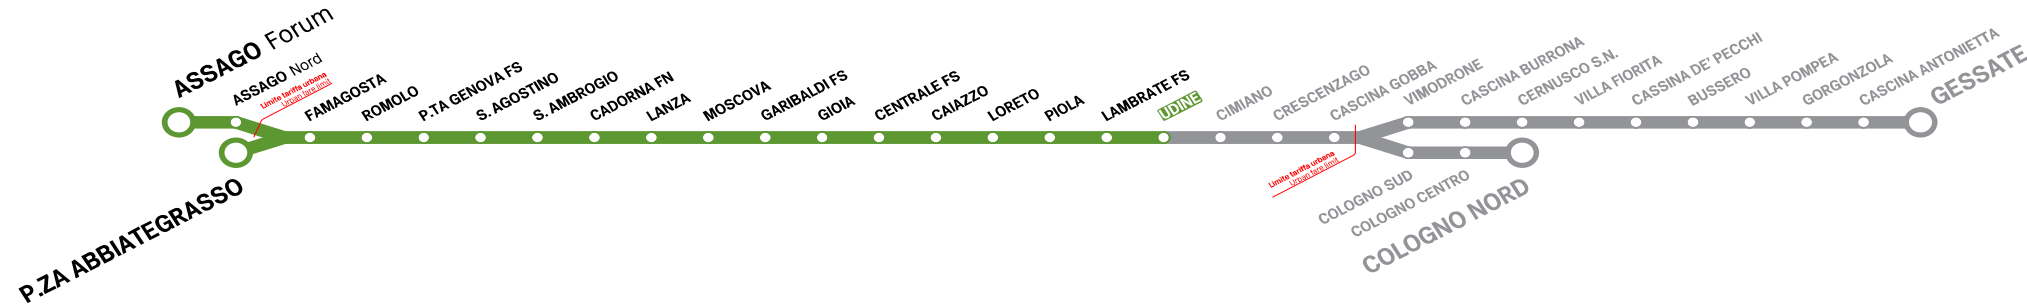 ASSAGO Forum
ASSAGO Nord
Limite tariffa urbana
Urban fare limit
FAMAGOSTA
ROMOLO
P.TA GENOVA FS
S. AGOSTINO
S. AMBROGIO
CADORNA FN
LANZA
MOSCOVA
GARIBALDI FS
GIOIA
CENTRALE FS
CAIAZZO
LORETO
PIOLA
LAMBRATE FS
UDINE
CIMIANO
CRESCENZAGO
CASCINA GOBBA
VIMODRONE
CASCINA BURRONA
CERNUSCO S.N.
VILLA FIORITA
CASSINA DE' PECCHI
BUSSERO
VILLA POMPEA
GORGONZOLA
CASCINA ANTONIETTA
GESSATE
P.ZA ABBIATEGRASSO
Limite tariffa urbana
Urban fare limit
COLOGNO SUD
COLOGNO CENTRO
COLOGNO NORD